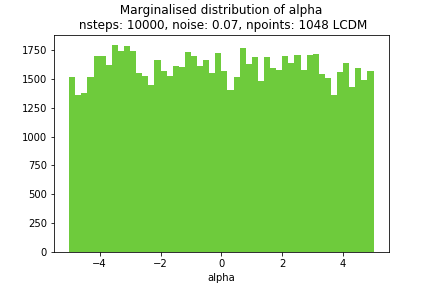 Marginalised distribution of alpha
nsteps: 10000, noise: 0.07, npoints: 1048 LCDM
1750
1500
1250
1000
750
500
250
0
−4 −2 0 2 4
alpha